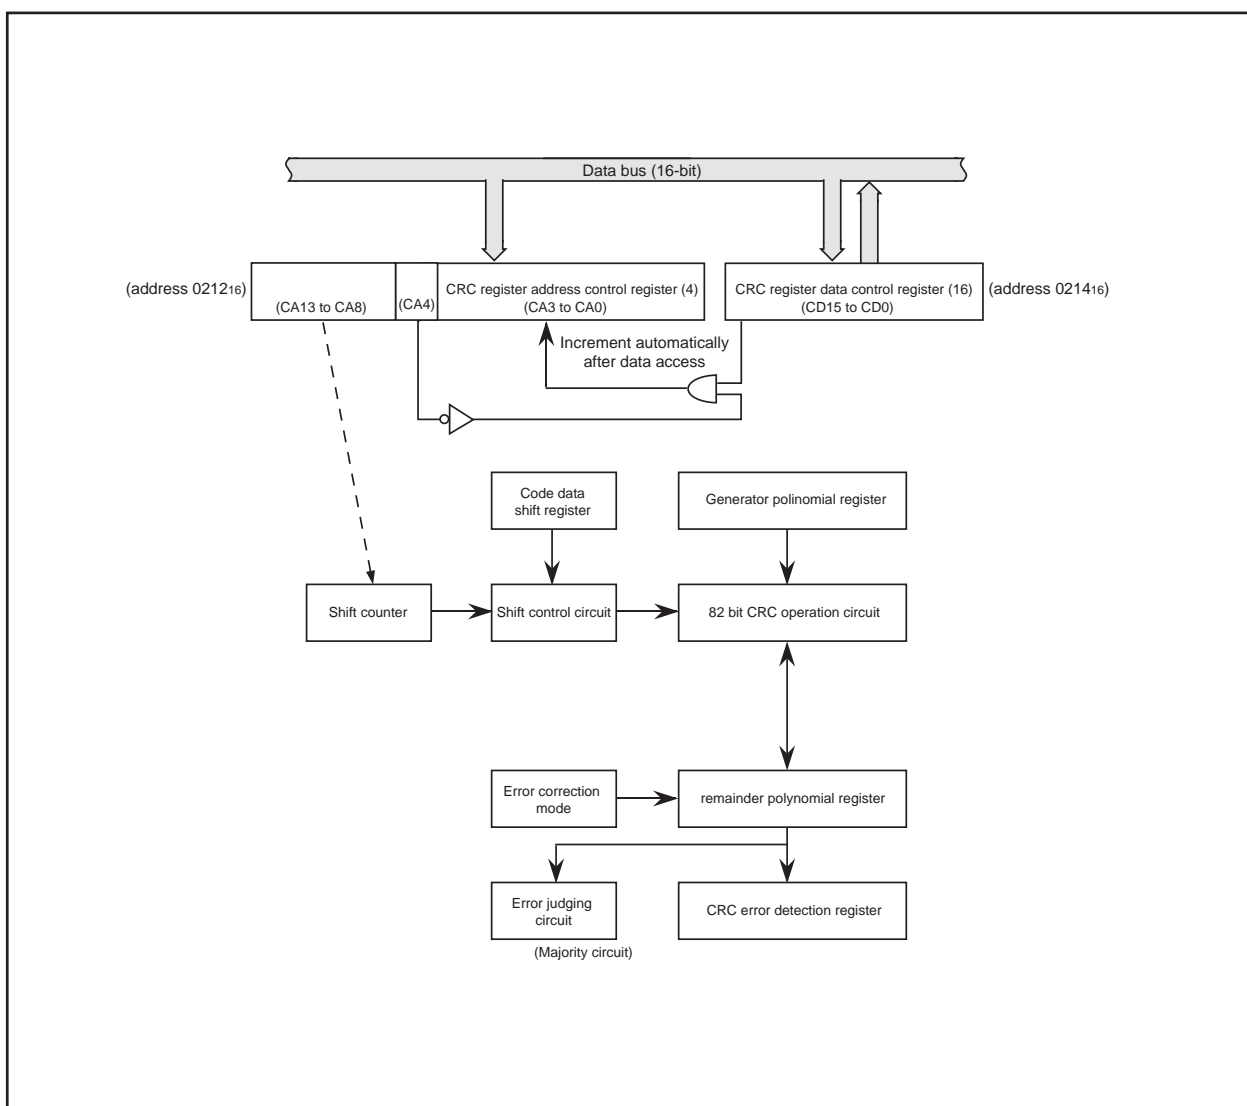 Data bus (16-bit)
(address 021216)
(CA13 to CA8)
(CA4)
CRC register address control register (4)
(CA3 to CA0)
CRC register data control register (16)
(CD15 to CD0)
(address 021416)
Increment automatically
after data access
Code data
shift register
Generator polinomial register
Shift counter
Shift control circuit
82 bit CRC operation circuit
Error correction
mode
remainder polynomial register
Error judging
circuit
CRC error detection register
(Majority circuit)